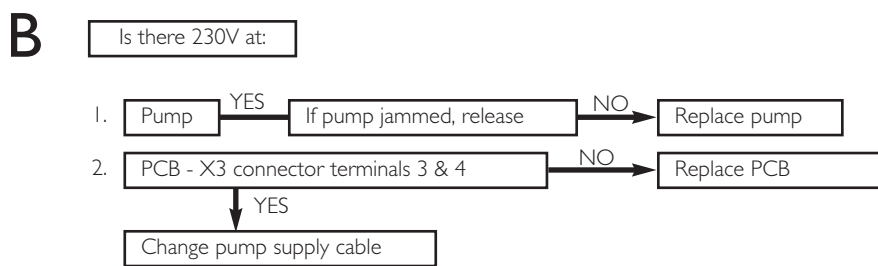 B
Is there 230V at:
1. Pump YES If pump jammed, release NO Replace pump
2. PCB - X3 connector terminals 3 & 4 NO Replace PCB
YES
Change pump supply cable